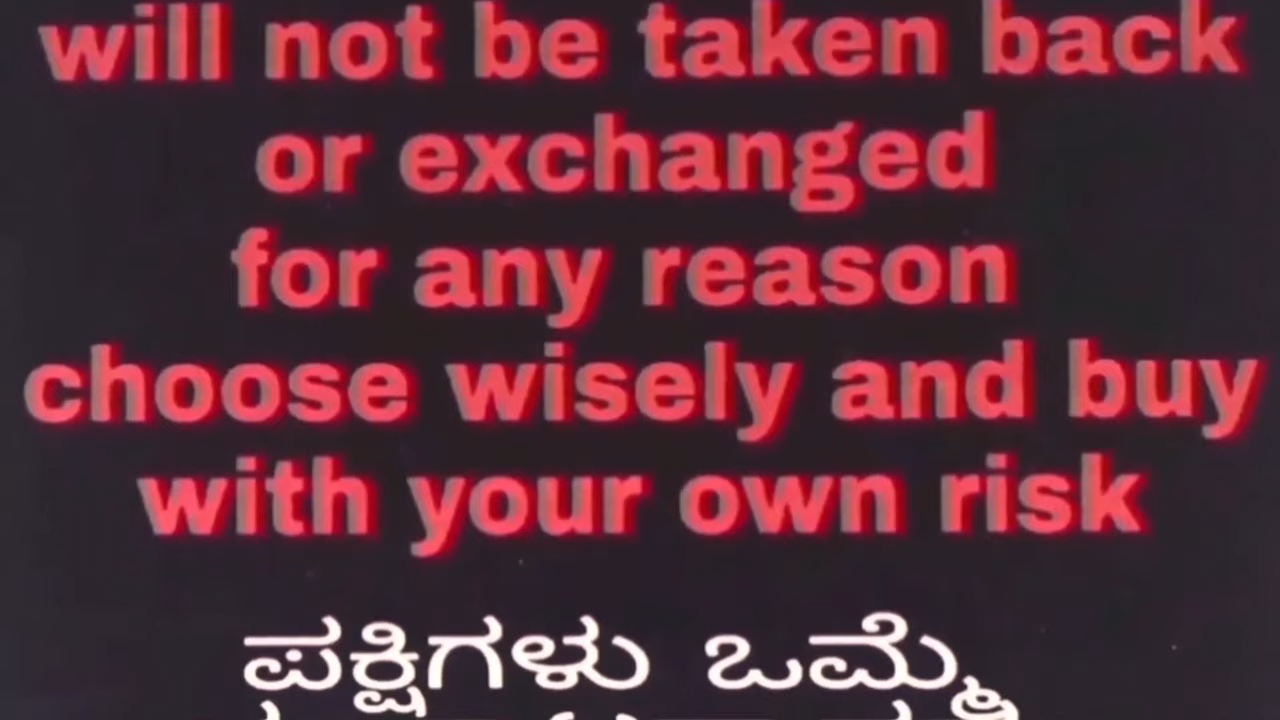 will not be taken back
or exchanged
for any reason
choose wisely and buy
with your own risk
ಪಕ್ಷಿಗಳು ಒಮ್ಮೆ